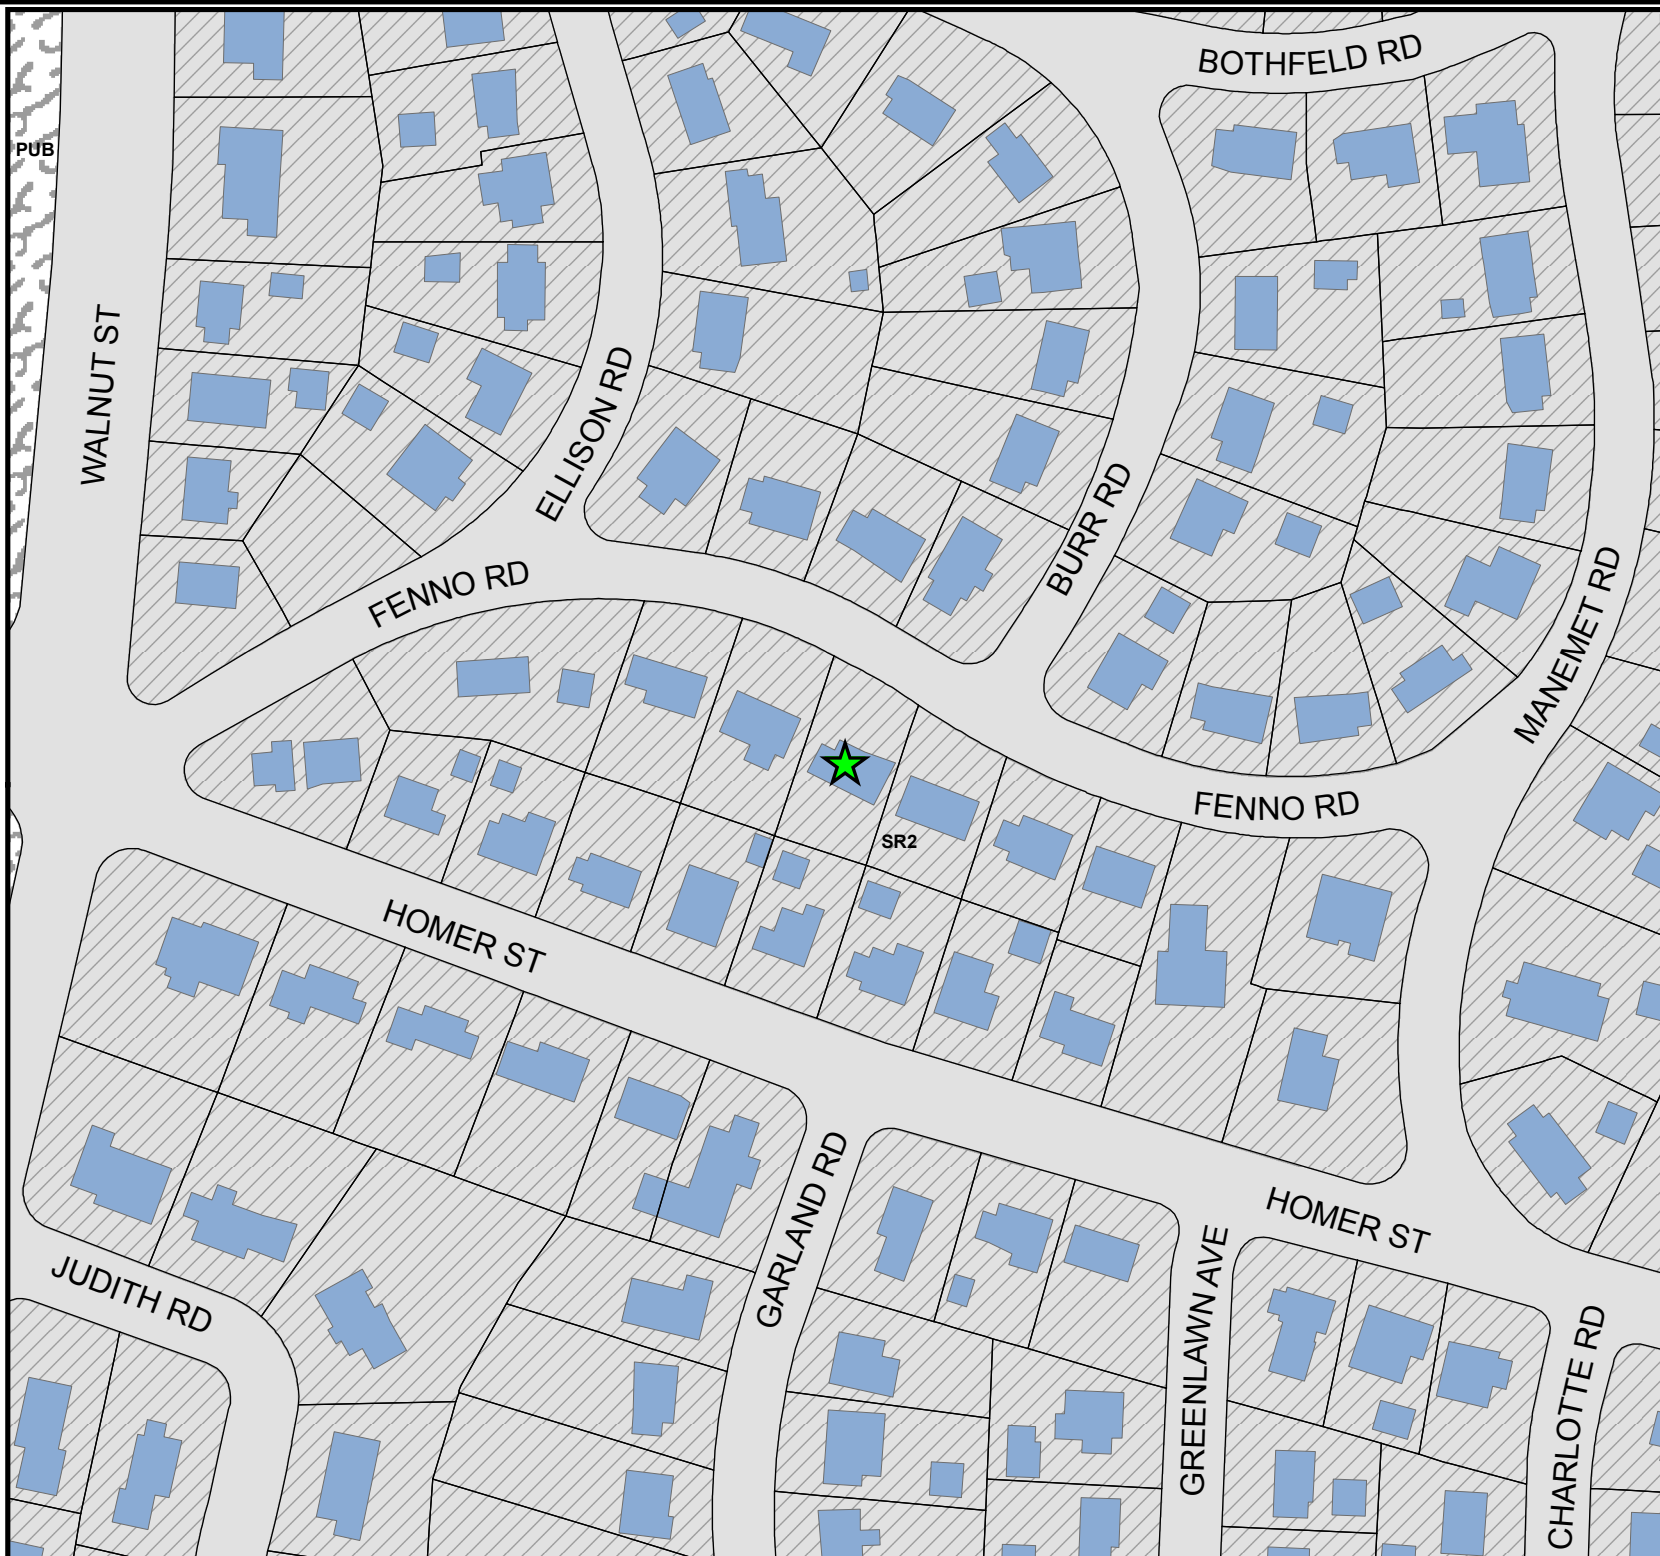 BOTHFELD RD
PUB
WALNUT ST
ELLISON RD
BURR RD
FENNO RD
MANEMET RD
FENNO RD
SR2
HOMER ST
GARLAND RD
HOMER ST
JUDITH RD
GREENLAWN AVE
CHARLOTTE RD